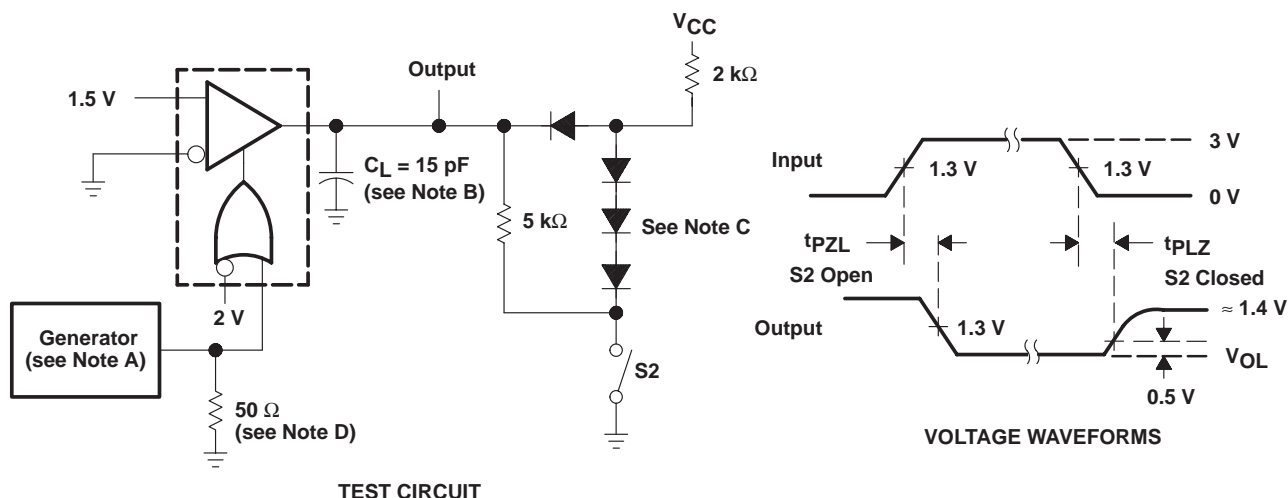 VCC
2 kΩ
Output
1.5 V
CL = 15 pF
(see Note B)
5 kΩ
See Note C
2 V
Generator
(see Note A)
50 Ω
(see Note D)
S2
TEST CIRCUIT
3 V
Input
1.3 V
1.3 V
0 V
tPZL
tPLZ
S2 Open
S2 Closed
≈ 1.4 V
Output
1.3 V
VOL
0.5 V
VOLTAGE WAVEFORMS